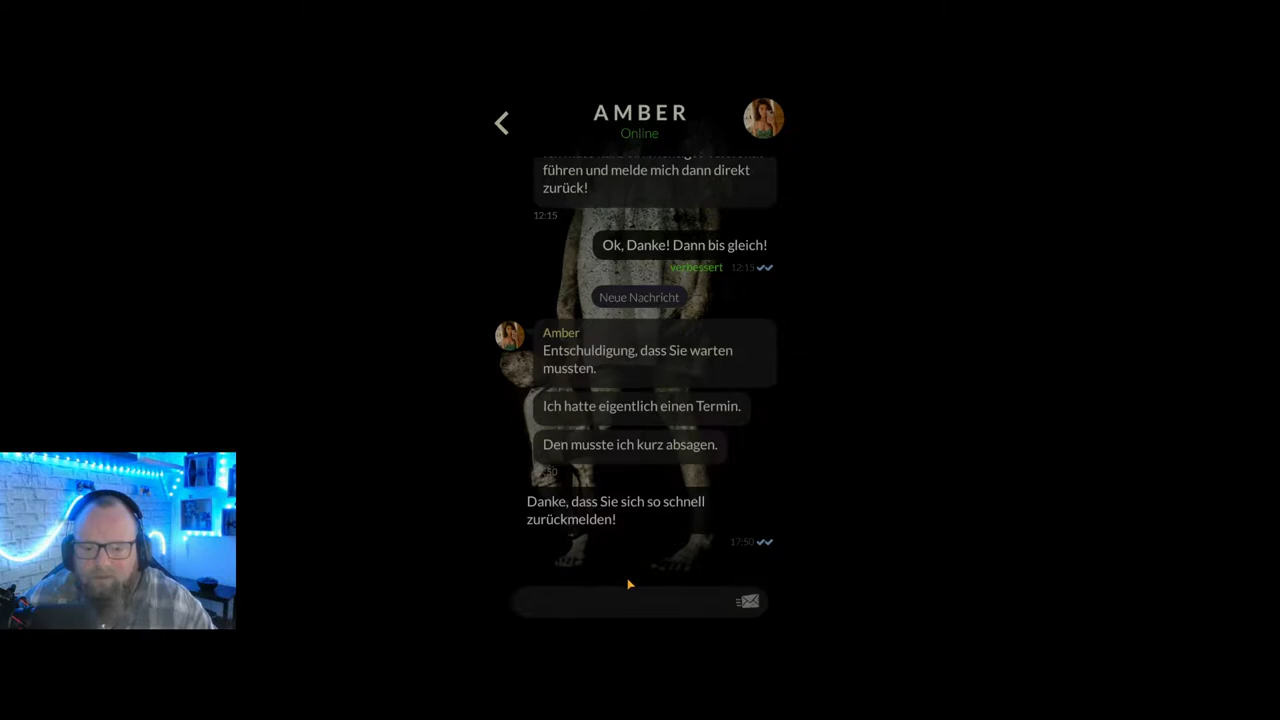 AMBER
Online
führen und melde mich dann direkt
zurück!
12:15
Ok, Danke! Dann bis gleich!
verbessert 12:15
Neue Nachricht
Amber
Entschuldigung, dass Sie warten
mussten.
Ich hatte eigentlich einen Termin.
Den musste ich kurz absagen.
Danke, dass Sie sich so schnell
zurückmelden!
17:50